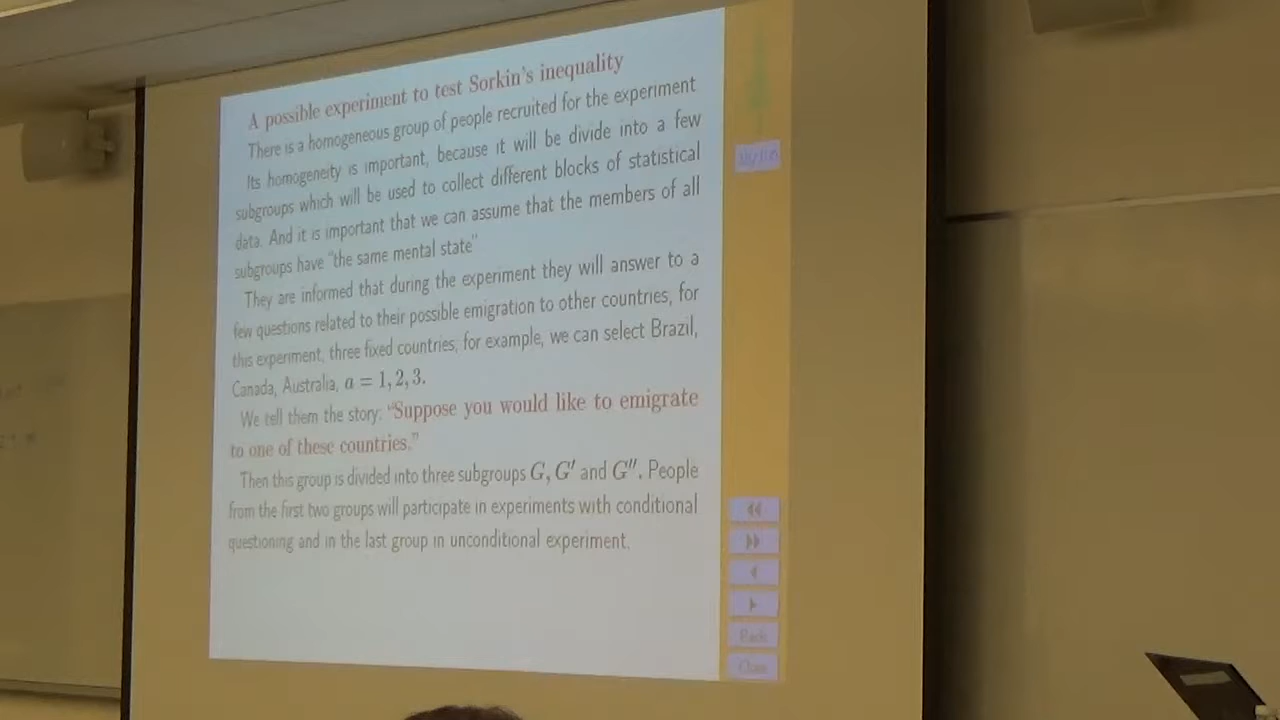 A possible experiment to test Sorkin's inequality
There is a homogeneous group of people recruited for the experiment
Its homogeneity is important, because it will be divide into a few
subgroups which will be used to collect different blocks of statistical
data. And it is important that we can assume that the members of all
subgroups have "the same mental state"
They are informed that during the experiment they will answer to a
few questions related to their possible emigration to other countries, for
this experiment, three fixed countries, for example, we can select Brazil,
Canada, Australia, a = 1, 2, 3.
We tell them the story: "Suppose you would like to emigrate
to one of these countries."
Then this group is divided into three subgroups G, G′ and G″. People
from the first two groups will participate in experiments with conditional
questioning and in the last group in unconditional experiment.
Back
Close